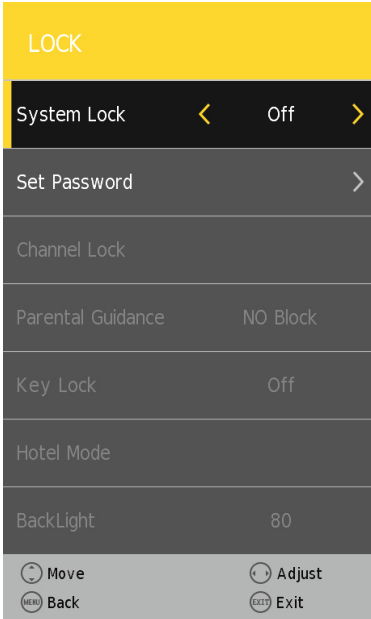 LOCK
System Lock Off
Set Password
Channel Lock
Parental Guidance NO Block
Key Lock Off
Hotel Mode
BackLight 80
Move Adjust
MENU Back EXIT Exit